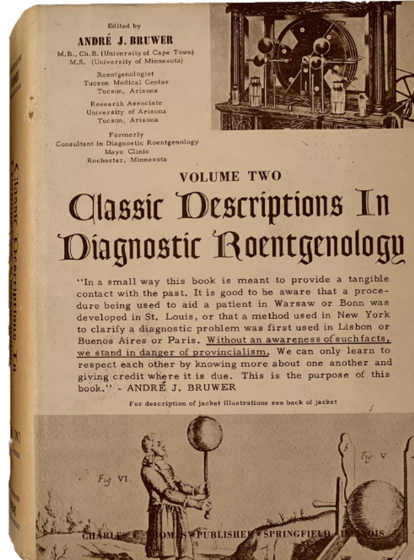 Edited by
ANDRÉ J. BRUWER
M.B., Ch.B. (University of Cape Town)
M.S. (University of Minnesota)
Roentgenologist
Tucson Medical Center
Tucson, Arizona
Research Associate
University of Arizona
Tucson, Arizona
Formerly
Consultant in Diagnostic Roentgenology
Mayo Clinic
Rochester, Minnesota
VOLUME TWO
Classic Descriptions In
Diagnostic Roentgenology
"In a small way this book is meant to provide a tangible
contact with the past. It is good to be aware that a proce-
dure being used to aid a patient in Warsaw or Bonn was
developed in St. Louis, or that a method used in New York
to clarify a diagnostic problem was first used in Lisbon or
Buenos Aires or Paris. Without an awareness of such facts,
we stand in danger of provincialism. We can only learn to
respect each other by knowing more about one another and
giving credit where it is due. This is the purpose of this
book." - ANDRÉ J. BRUWER
For description of jacket illustrations see back of jacket
Fig VI
Fig V
CHARLES THOMAS • PUBLISHER • SPRINGFIELD ILLINOIS
Classic Descriptions In